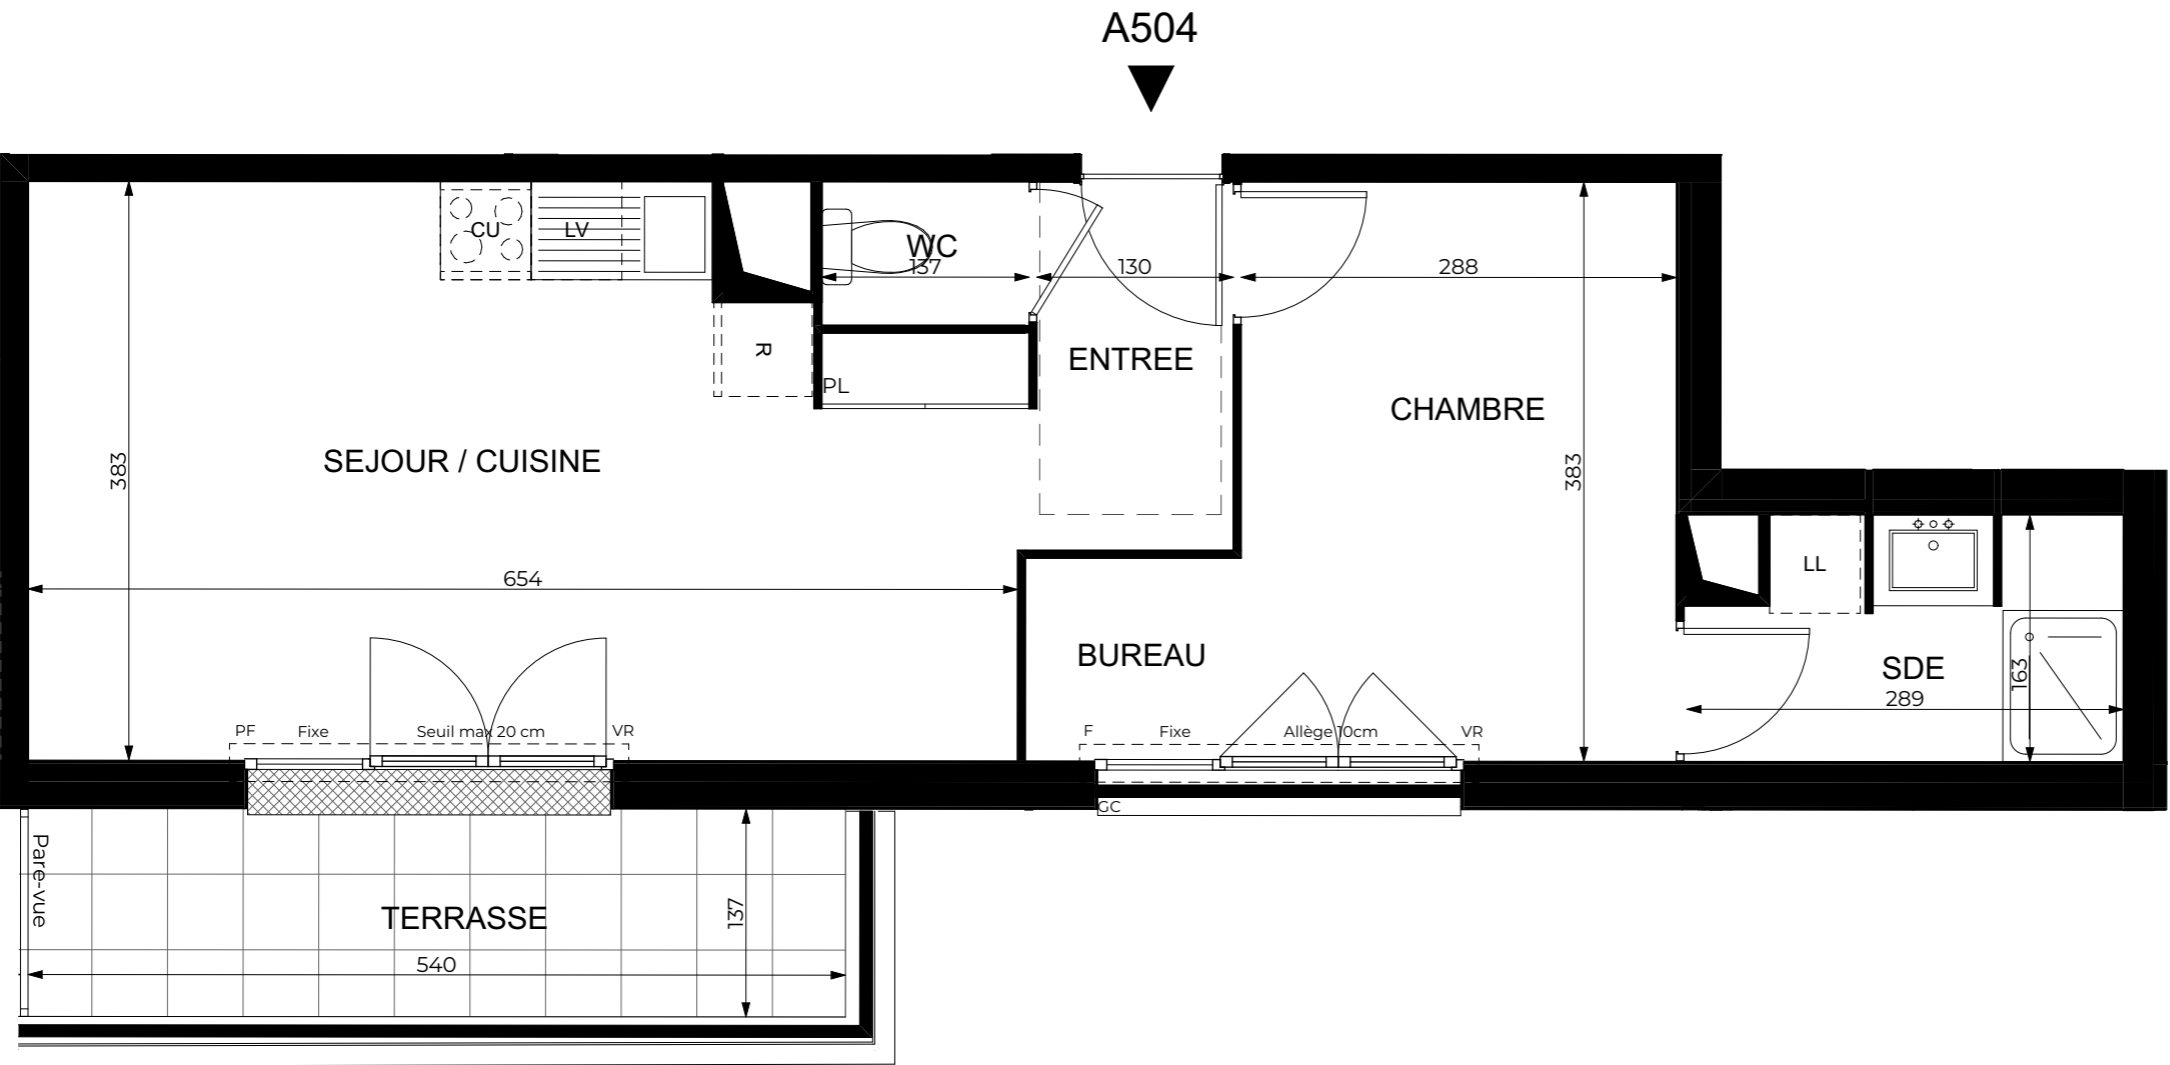 A504
CU
LV
WC
137
130
288
R
PL
ENTREE
CHAMBRE
383
SEJOUR / CUISINE
383
654
LL
BUREAU
SDE
163
289
PF
Fixe
Seuil max 20 cm
VR
F
Fixe
Allège 10cm
VR
GC
Pare-vue
TERRASSE
137
540